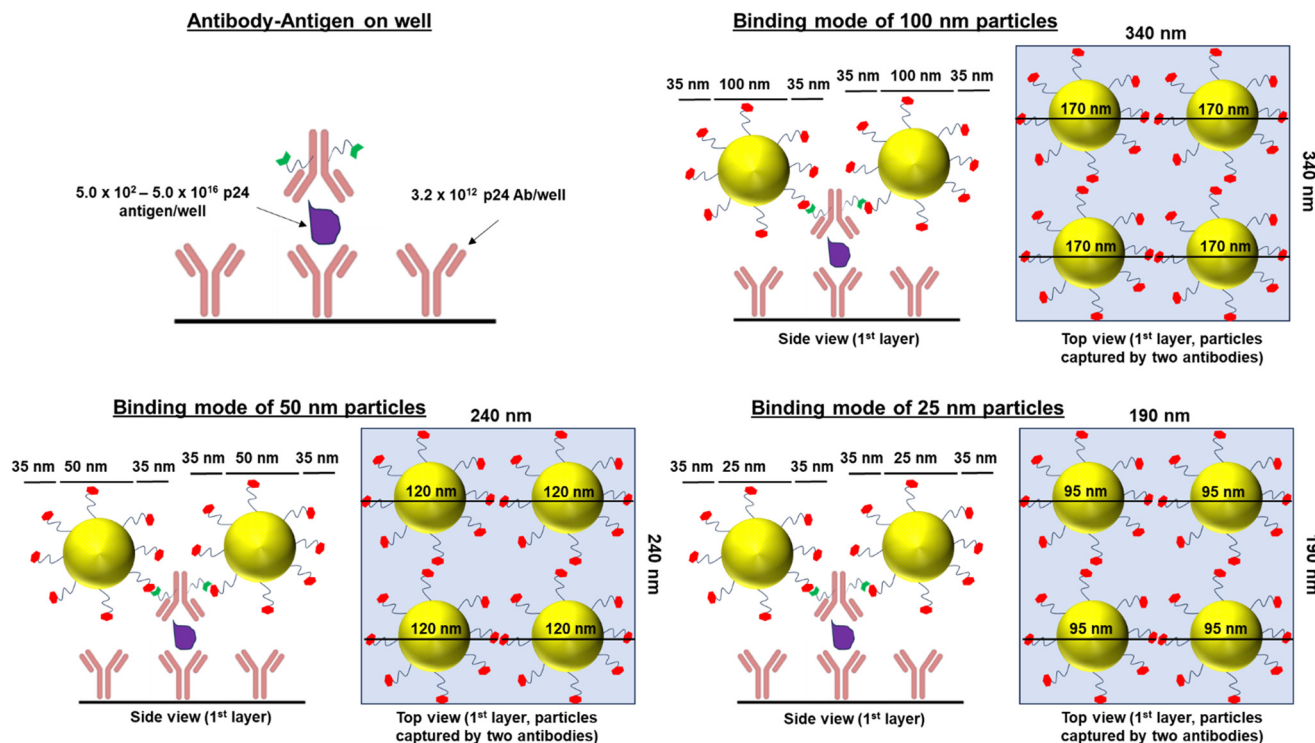 Antibody-Antigen on well
5.0 x 10² – 5.0 x 10¹⁶ p24
antigen/well
3.2 x 10¹² p24 Ab/well
Binding mode of 100 nm particles
35 nm 100 nm 35 nm
35 nm 100 nm 35 nm
Side view (1ˢᵗ layer)
340 nm
340 nm
170 nm 170 nm
170 nm 170 nm
Top view (1ˢᵗ layer, particles
captured by two antibodies)
Binding mode of 50 nm particles
35 nm 50 nm 35 nm
35 nm 50 nm 35 nm
Side view (1ˢᵗ layer)
240 nm
240 nm
120 nm 120 nm
120 nm 120 nm
Top view (1ˢᵗ layer, particles
captured by two antibodies)
Binding mode of 25 nm particles
35 nm 25 nm 35 nm
35 nm 25 nm 35 nm
Side view (1ˢᵗ layer)
190 nm
190 nm
95 nm 95 nm
95 nm 95 nm
Top view (1ˢᵗ layer, particles
captured by two antibodies)